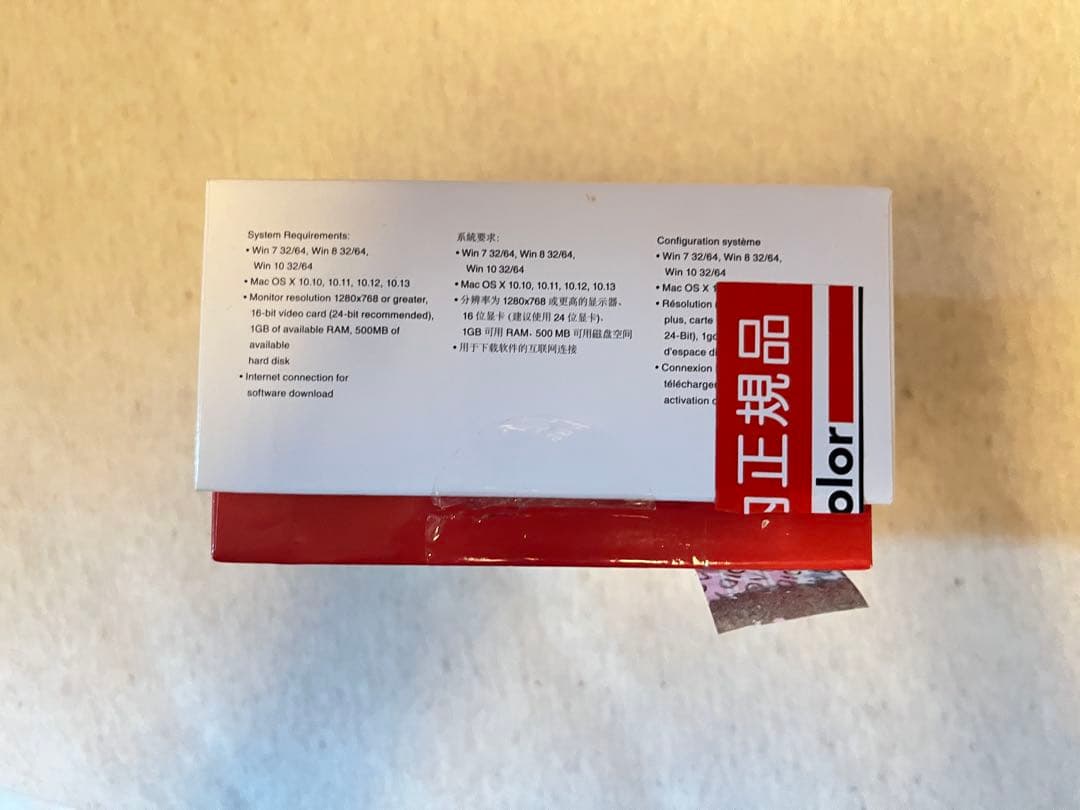 System Requirements:
• Win 7 32/64, Win 8 32/64,
Win 10 32/64
• Mac OS X 10.10, 10.11, 10.12, 10.13
• Monitor resolution 1280x768 or greater,
16-bit video card (24-bit recommended),
1GB of available RAM, 500MB of
available
hard disk
• Internet connection for
software download
系統要求:
• Win 7 32/64, Win 8 32/64,
Win 10 32/64
• Mac OS X 10.10, 10.11, 10.12, 10.13
• 分辨率为 1280x768 或更高的显示器、
16 位显卡 (建议使用 24 位显卡)、
1GB 可用 RAM、500 MB 可用磁盘空间
• 用于下载软件的互联网连接
Configuration système
• Win 7 32/64, Win 8 32/64,
Win 10 32/64
• Mac OS X 1
• Résolution
plus, carte
24-Bit), 1g
d'espace di
• Connexion
télécharger
activation
正規品
olor